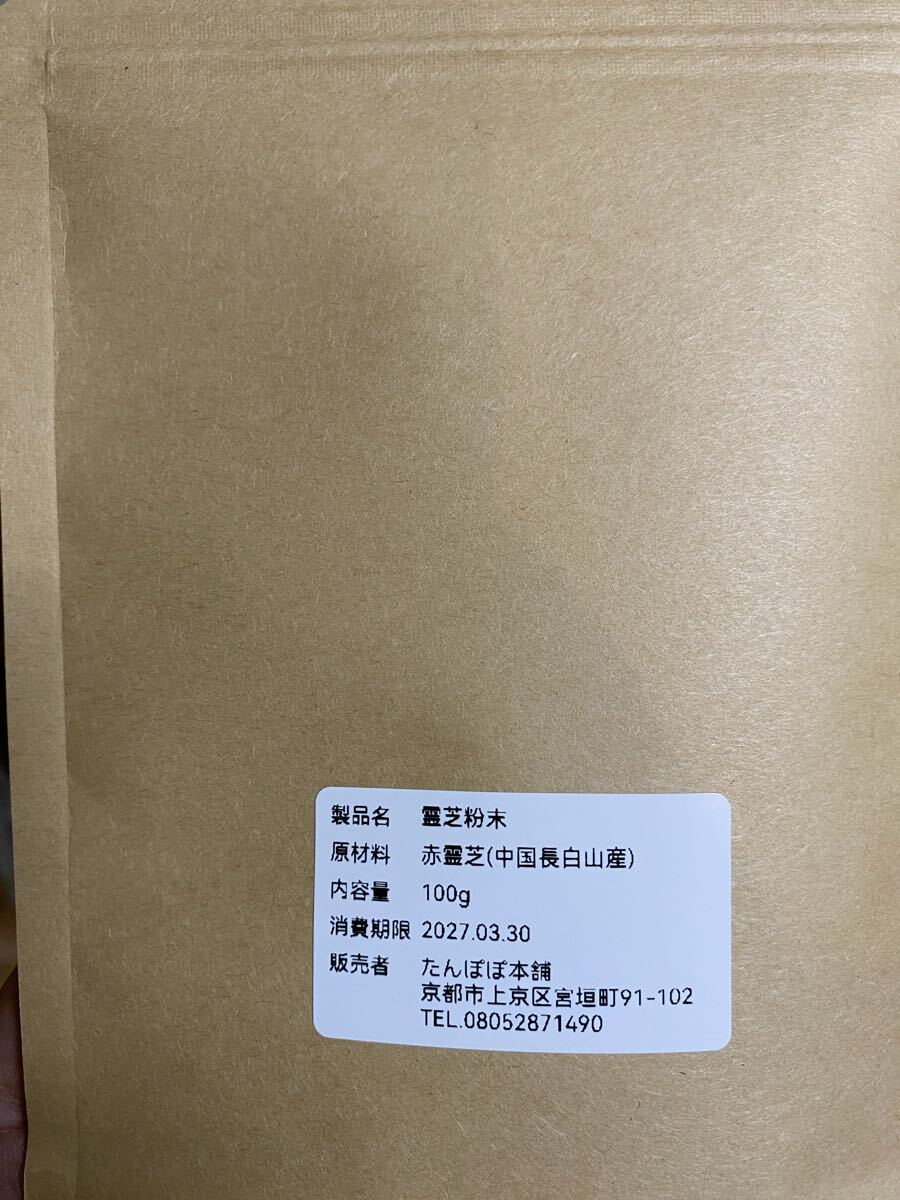 製品名 霊芝粉末
原材料 赤霊芝(中国長白山産)
内容量 100g
消費期限 2027.03.30
販売者 たんぽぽ本舗
京都市上京区宮垣町91-102
TEL.08052871490